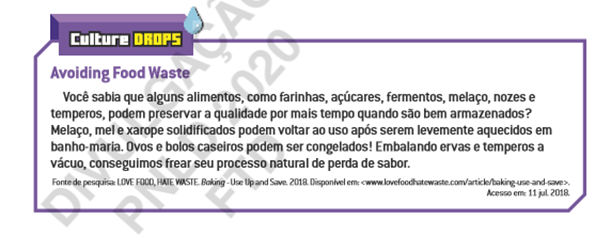 Culture DROPS
Avoiding Food Waste
Você sabia que alguns alimentos, como farinhas, açúcares, fermentos, melaço, nozes e
temperos, podem preservar a qualidade por mais tempo quando são bem armazenados?
Melaço, mel e xarope solidificados podem voltar ao uso após serem levemente aquecidos em
banho-maria. Ovos e bolos caseiros podem ser congelados! Embalando ervas e temperos a
vácuo, conseguimos frear seu processo natural de perda de sabor.
Fonte de pesquisa: LOVE FOOD, HATE WASTE. Baking - Use Up and Save. 2018. Disponível em: <www.lovefoodhatewaste.com/article/baking-use-and-save>.
Acesso em: 11 jul. 2018.
DIVULGAÇÃO
PNLD 2020
FTD